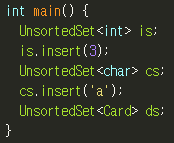 int main() {
UnsortedSet<int> is;
is.insert(3);
UnsortedSet<char> cs;
cs.insert('a');
UnsortedSet<Card> ds;
}